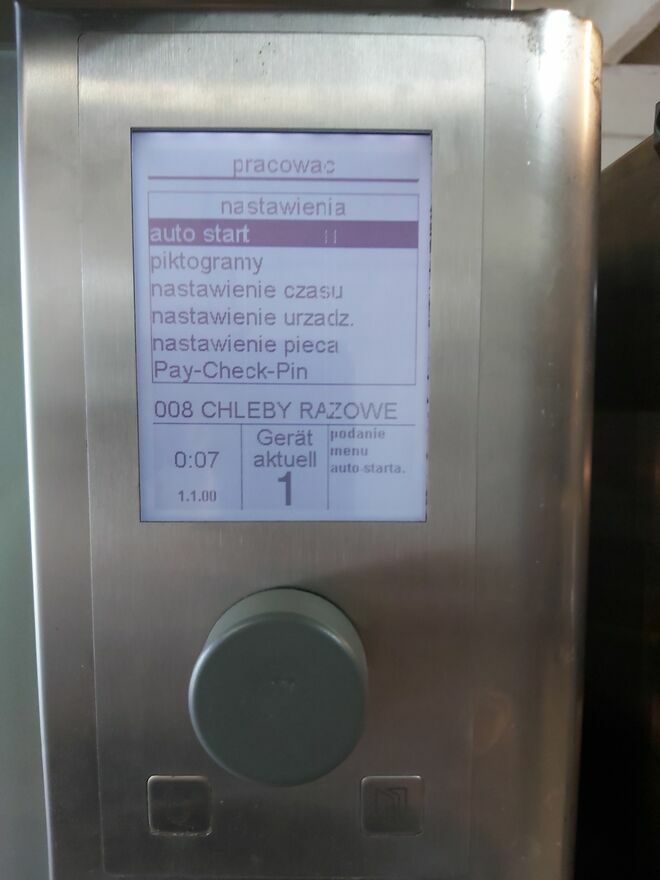 pracowac
nastawienia
auto start
piktogramy
nastawienie czasu
nastawienie urzadz.
nastawienie pieca
Pay-Check-Pin
008 CHLEBY RAZOWE
0:07
1.1.00
Gerät
aktuell
1
podanie
menu
auto-starta.